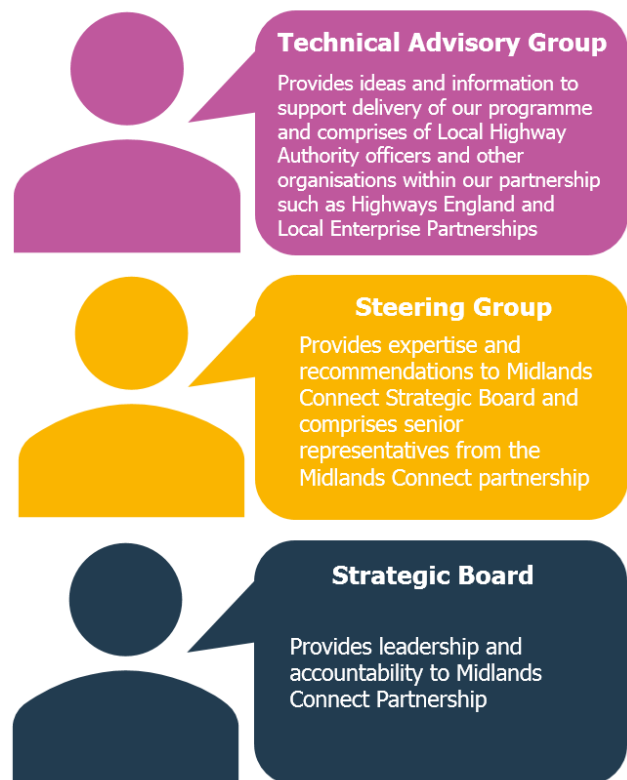 Technical Advisory Group
Provides ideas and information to
support delivery of our programme
and comprises of Local Highway
Authority officers and other
organisations within our partnership
such as Highways England and
Local Enterprise Partnerships
Steering Group
Provides expertise and
recommendations to Midlands
Connect Strategic Board and
comprises senior
representatives from the
Midlands Connect partnership
Strategic Board
Provides leadership and
accountability to Midlands
Connect Partnership